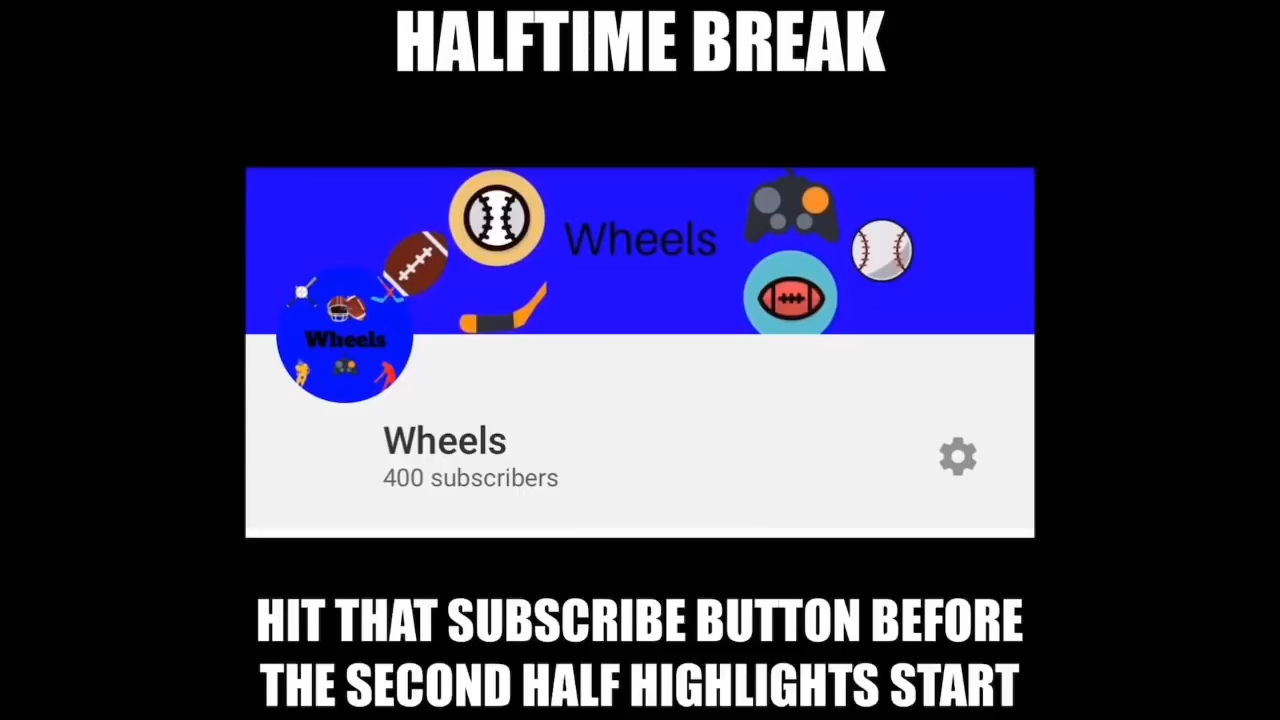 HALFTIME BREAK
Wheels
Wheels
Wheels
400 subscribers
HIT THAT SUBSCRIBE BUTTON BEFORE
THE SECOND HALF HIGHLIGHTS START